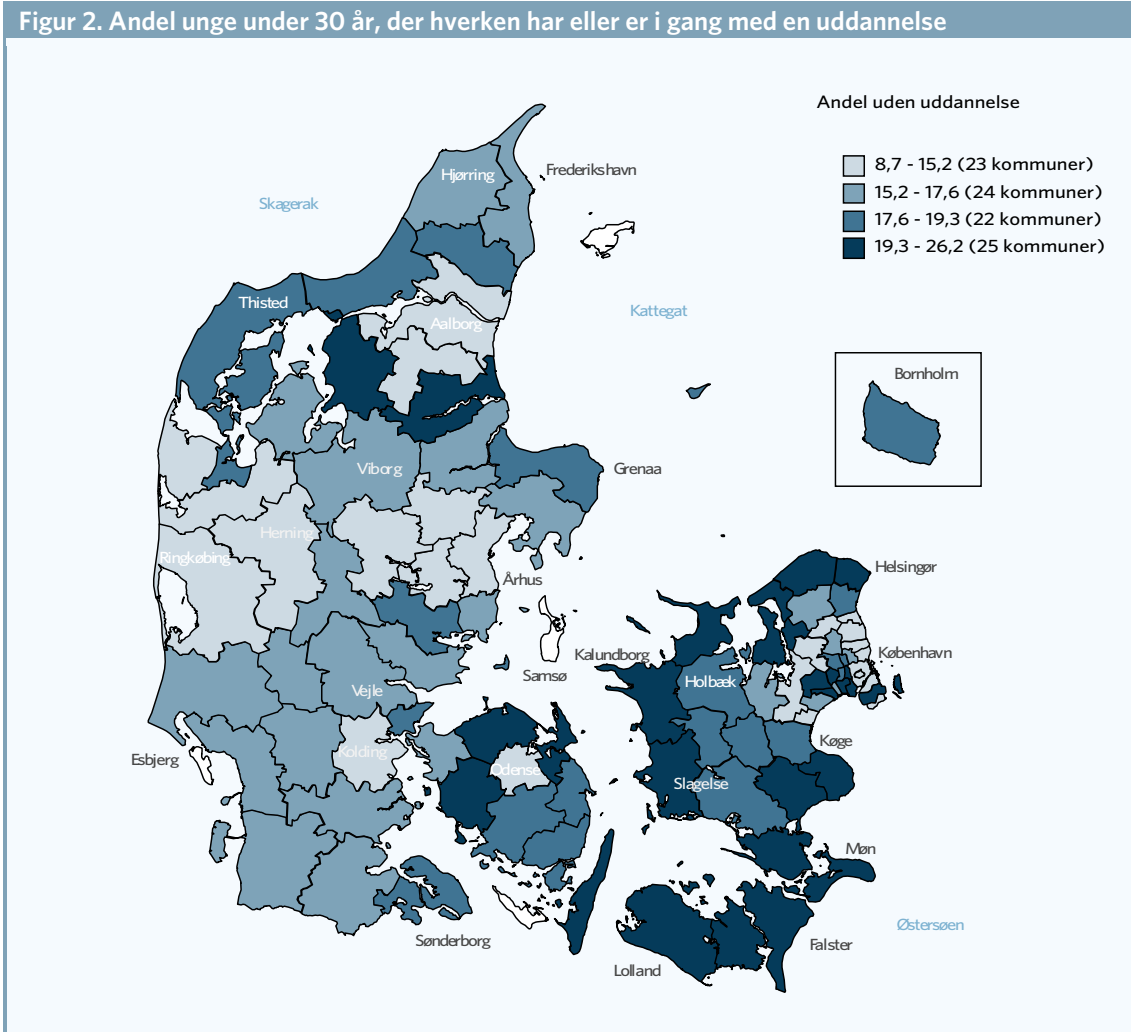 Figur 2. Andel unge under 30 år, der hverken har eller er i gang med en uddannelse
Andel uden uddannelse
8,7 - 15,2 (23 kommuner)
15,2 - 17,6 (24 kommuner)
17,6 - 19,3 (22 kommuner)
19,3 - 26,2 (25 kommuner)
Hjørring
Frederikshavn
Skagerak
Thisted
Aalborg
Kattegat
Bornholm
Viborg
Grenaa
Herning
Ringkøbing
Århus
Helsingør
Kalundborg
København
Samsø
Holbæk
Vejle
Køge
Kolding
Esbjerg
Odense
Slagelse
Møn
Østersøen
Sønderborg
Falster
Lolland